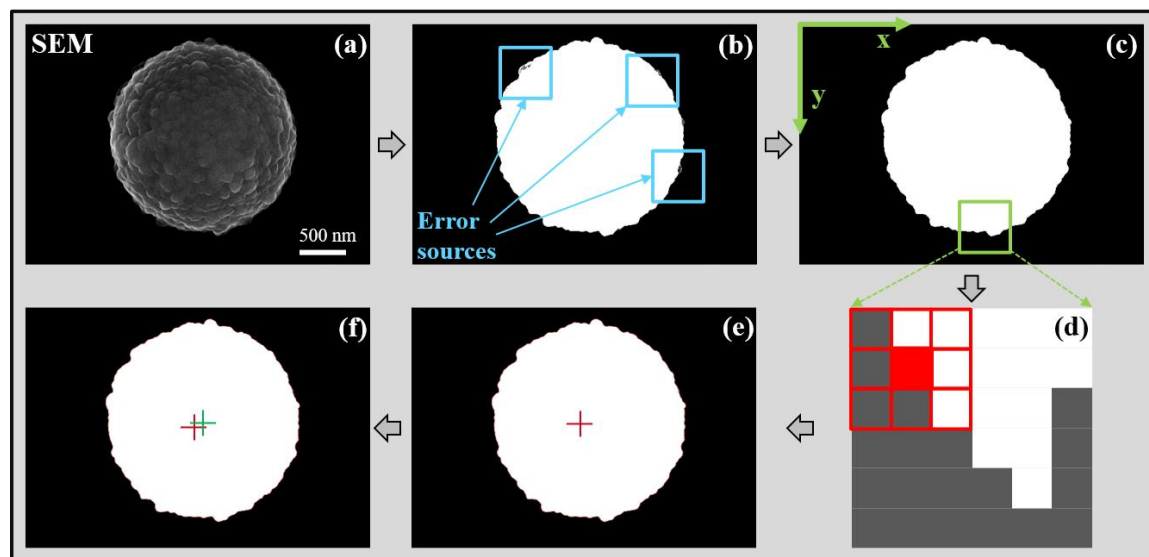 SEM
(a)
500 nm
(b)
Error
sources
x
y
(c)
(f)
(e)
(d)